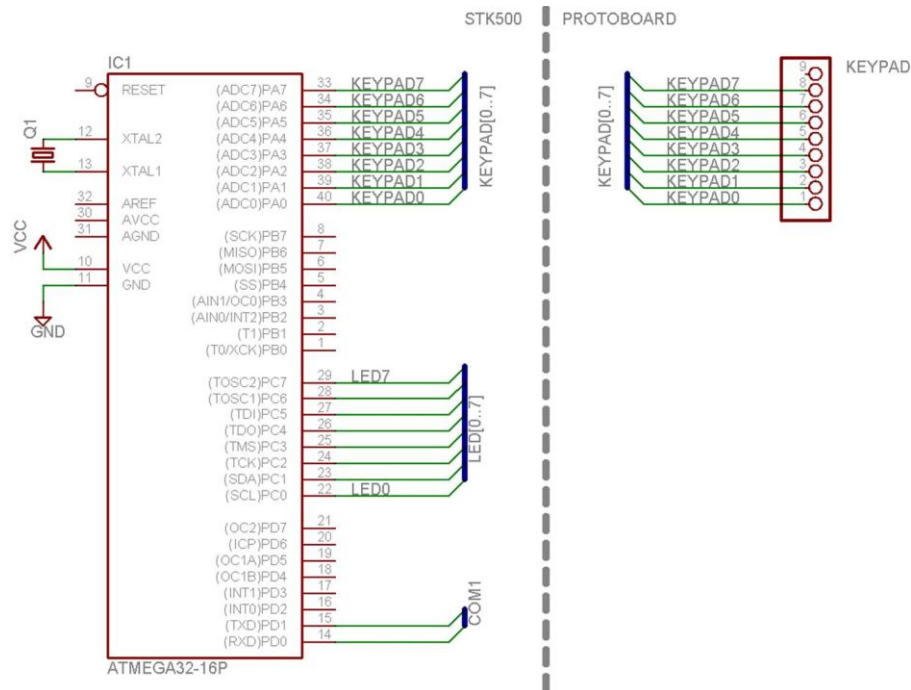 STK500 PROTOBOARD
IC1
KEYPAD
9 RESET (ADC7)PA7 33 KEYPAD7
(ADC6)PA6 34 KEYPAD6
(ADC5)PA5 35 KEYPAD5
Q1 12 XTAL2 (ADC4)PA4 36 KEYPAD4
(ADC3)PA3 37 KEYPAD3
13 XTAL1 (ADC2)PA2 38 KEYPAD2
(ADC1)PA1 39 KEYPAD1
32 AREF (ADC0)PA0 40 KEYPAD0
KEYPAD[0..7]
KEYPAD[0..7]
9
KEYPAD7 8
KEYPAD6 7
KEYPAD5 6
KEYPAD4 5
KEYPAD3 4
KEYPAD2 3
KEYPAD1 2
KEYPAD0 1
30 AVCC
31 AGND (SCK)PB7 8
VCC (MISO)PB6 7
10 VCC (MOSI)PB5 6
11 GND (SS)PB4 5
(AIN1/OC0)PB3 4
GND (AIN0/INT2)PB2 3
(T1)PB1 2
(T0/XCK)PB0 1
(TOSC2)PC7 29 LED7
(TOSC1)PC6 28
(TDI)PC5 27
(TDO)PC4 26
(TMS)PC3 25
(TCK)PC2 24
(SDA)PC1 23
(SCL)PC0 22 LED0
LED[0..7]
(OC2)PD7 21
(ICP)PD6 20
(OC1A)PD5 19
(OC1B)PD4 18
(INT1)PD3 17
(INT0)PD2 16
(TXD)PD1 15
(RXD)PD0 14
COM1
ATMEGA32-16P